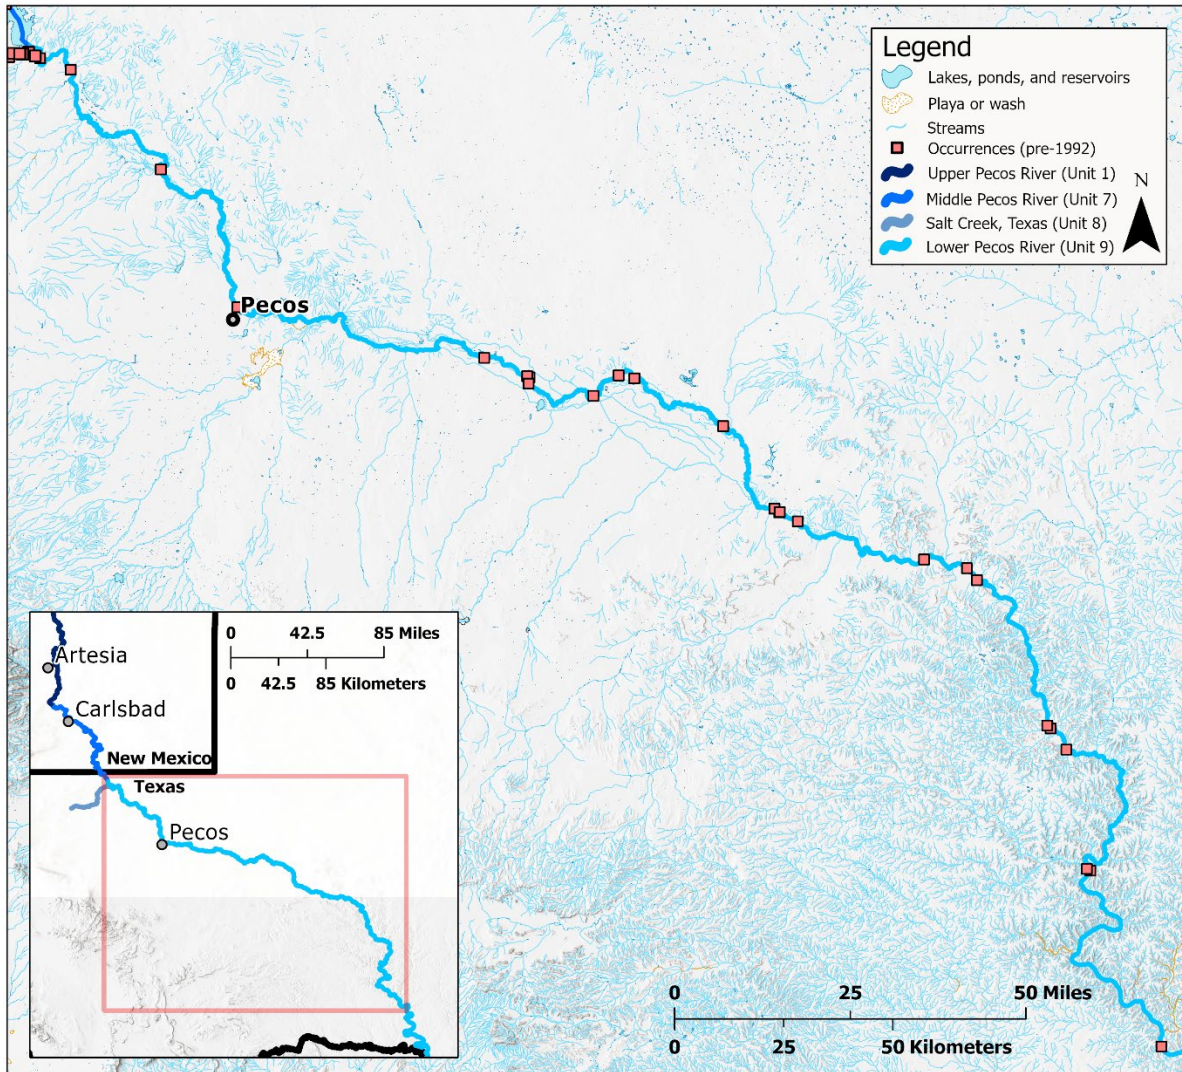 Legend
Lakes, ponds, and reservoirs
Playa or wash
Streams
Occurrences (pre-1992)
Upper Pecos River (Unit 1)
N
Middle Pecos River (Unit 7)
Salt Creek, Texas (Unit 8)
Lower Pecos River (Unit 9)
Pecos
0 42.5 85 Miles
0 42.5 85 Kilometers
Artesia
Carlsbad
New Mexico
Texas
Pecos
0 25 50 Miles
0 25 50 Kilometers